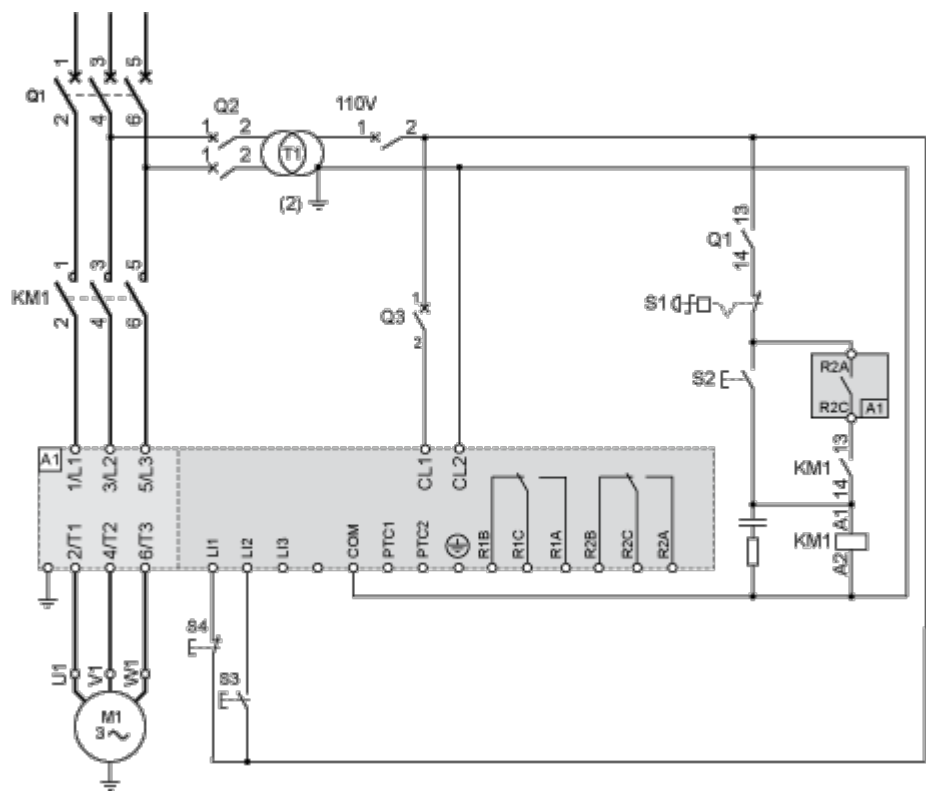 1 3 5
Q1
2 4 6
Q2
1 2
1 2
T1
(2)
110V
1 2
1 3 5
KM1
2 4 6
Q3
1
2
13
Q1
14
S1
S2
R2A
R2C
A1
13
KM1
14
A1
KM1
A2
A1
1/L1 3/L2 5/L3
CL1 CL2
2/T1 4/T2 6/T3
LI1 LI2 LI3 COM PTC1 PTC2 R1B R1C R1A R2B R2C R2A
S4
S3
U1 V1 W1
M1
3